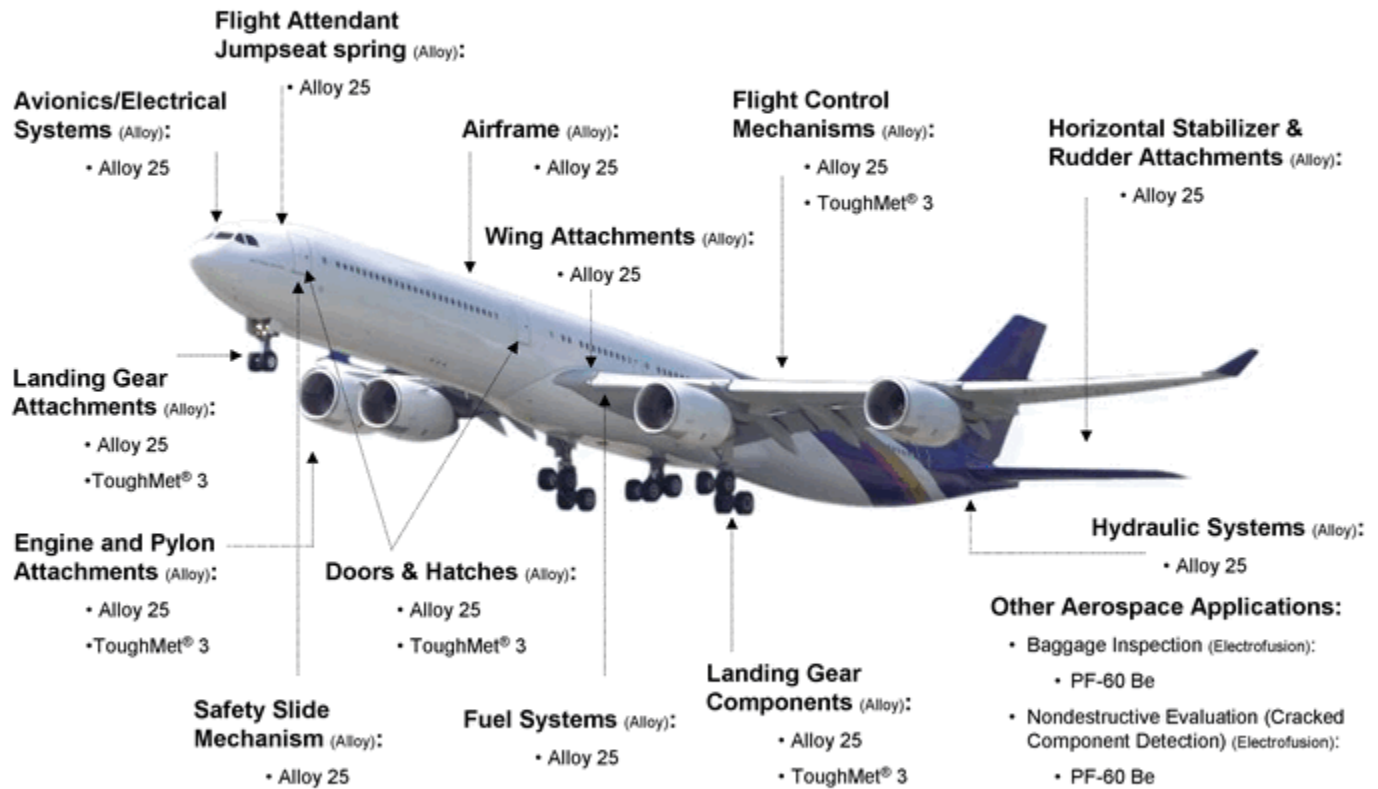 Flight Attendant
Jumpseat spring (Alloy):
• Alloy 25
Avionics/Electrical
Systems (Alloy):
• Alloy 25
Airframe (Alloy):
• Alloy 25
Flight Control
Mechanisms (Alloy):
• Alloy 25
• ToughMet® 3
Horizontal Stabilizer &
Rudder Attachments (Alloy):
• Alloy 25
Wing Attachments (Alloy):
• Alloy 25
Landing Gear
Attachments (Alloy):
• Alloy 25
•ToughMet® 3
Engine and Pylon
Attachments (Alloy):
• Alloy 25
•ToughMet® 3
Doors & Hatches (Alloy):
• Alloy 25
• ToughMet® 3
Hydraulic Systems (Alloy):
• Alloy 25
Safety Slide
Mechanism (Alloy):
• Alloy 25
Fuel Systems (Alloy):
• Alloy 25
Landing Gear
Components (Alloy):
• Alloy 25
• ToughMet® 3
Other Aerospace Applications:
• Baggage Inspection (Electrofusion):
• PF-60 Be
• Nondestructive Evaluation (Cracked
Component Detection) (Electrofusion):
• PF-60 Be